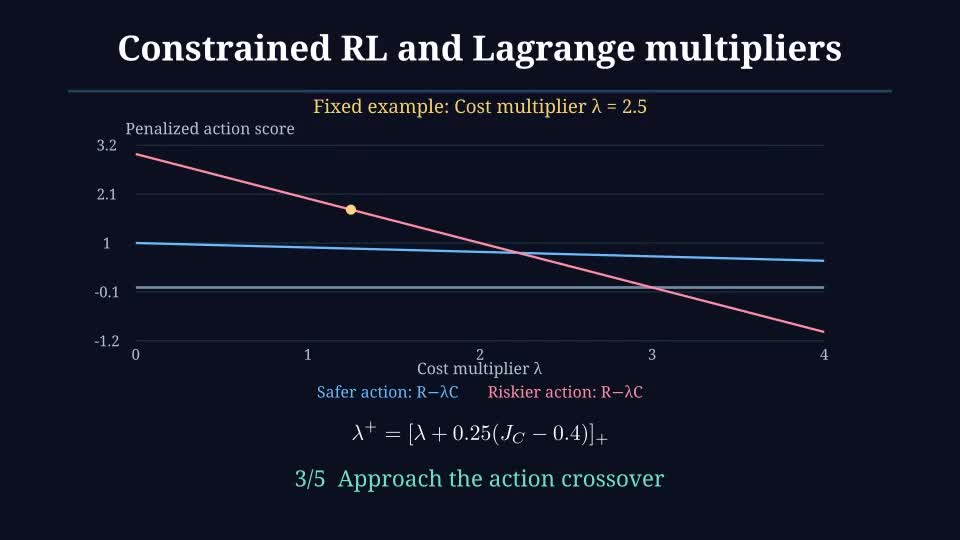 Constrained RL and Lagrange multipliers
Fixed example: Cost multiplier λ = 2.5
Penalized action score
3.2
2.1
1
-0.1
-1.2
0 1 2 3 4
Cost multiplier λ
Safer action: R−λC Riskier action: R−λC
λ⁺ = [λ + 0.25(J_C − 0.4)]₊
3/5 Approach the action crossover